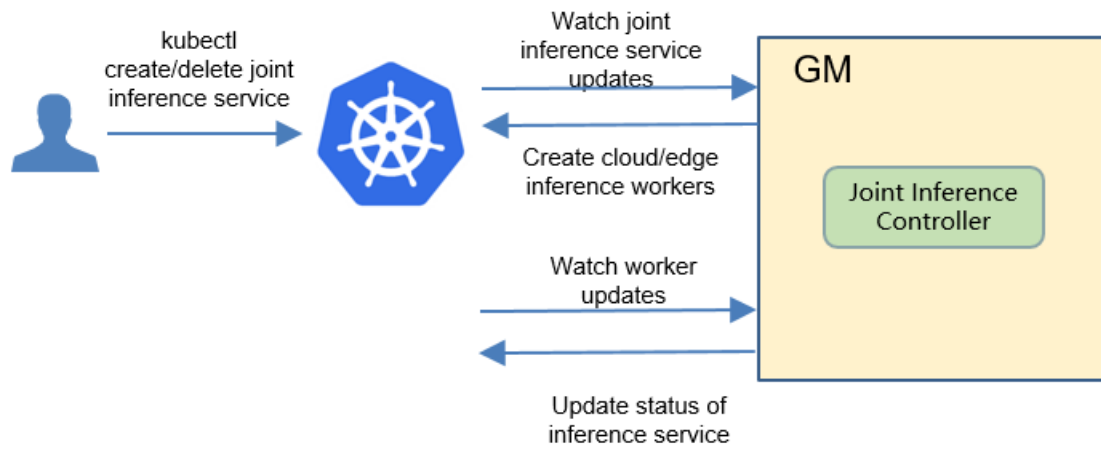 kubectl
create/delete joint
inference service
Watch joint
inference service
updates
Create cloud/edge
inference workers
Watch worker
updates
Update status of
inference service
GM
Joint Inference
Controller